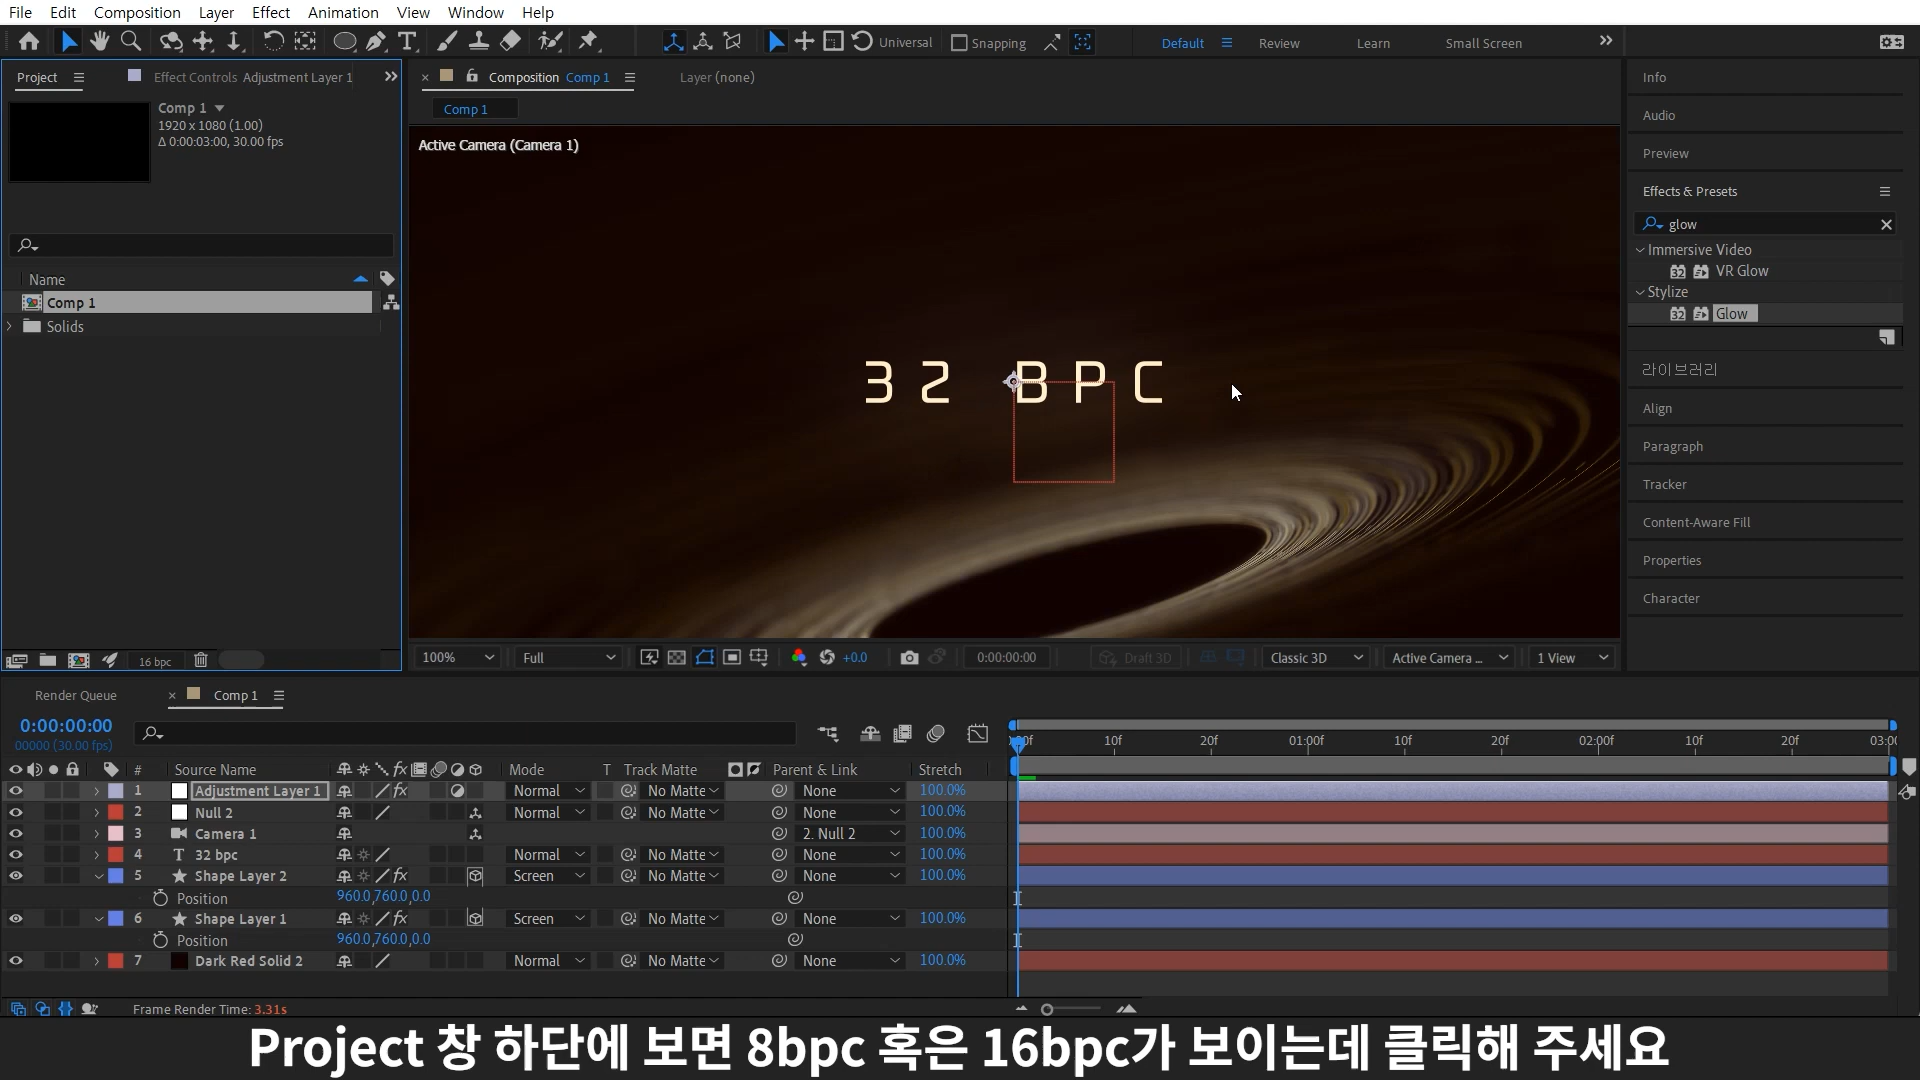 File Edit Composition Layer Effect Animation View Window Help
Universal Snapping Default Review Learn Small Screen
Project Effect Controls Adjustment Layer 1
Composition Comp 1 Layer (none)
Comp 1
1920 x 1080 (1.00)
Δ 0:00:03:00, 30.00 fps
Name
Comp 1
Solids
16 bpc
Comp 1
Active Camera (Camera 1)
32 BPC
100% Full +0.0 0:00:00:00 Draft 3D Classic 3D Active Camera ... 1 View
Info
Audio
Preview
Effects & Presets
glow
Immersive Video
32 VR Glow
Stylize
32 Glow
라이브러리
Align
Paragraph
Tracker
Content-Aware Fill
Properties
Character
Render Queue Comp 1
0:00:00:00
00000 (30.00 fps)
10f 20f 01:00f 10f 20f 02:00f 10f 20f
# Source Name Mode T Track Matte Parent & Link Stretch
1 Adjustment Layer 1 Normal No Matte None 100.0%
2 Null 2 Normal No Matte None 100.0%
3 Camera 1 2. Null 2 100.0%
4 T 32 bpc Normal No Matte None 100.0%
5 Shape Layer 2 Screen No Matte None 100.0%
Position 960.0,760.0,0.0
6 Shape Layer 1 Screen No Matte None 100.0%
Position 960.0,760.0,0.0
7 Dark Red Solid 2 Normal No Matte None 100.0%
Frame Render Time: 3.31s
Project 창 하단에 보면 8bpc 혹은 16bpc가 보이는데 클릭해 주세요